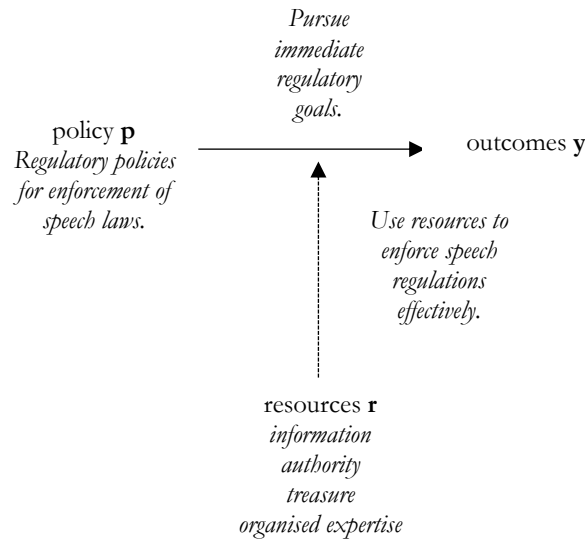 Pursue
immediate
regulatory
goals.
policy p
Regulatory policies
for enforcement of
speech laws.
outcomes y
Use resources to
enforce speech
regulations
effectively.
resources r
information
authority
treasure
organised expertise